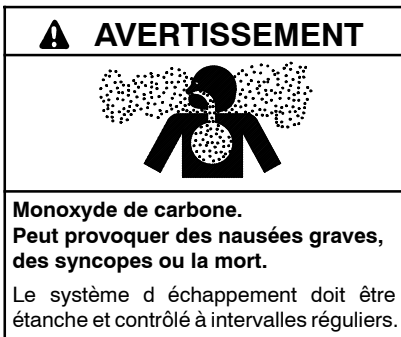 AVERTISSEMENT
Monoxyde de carbone.
Peut provoquer des nausées graves,
des syncopes ou la mort.
Le système d échappement doit être
étanche et contrôlé à intervalles réguliers.